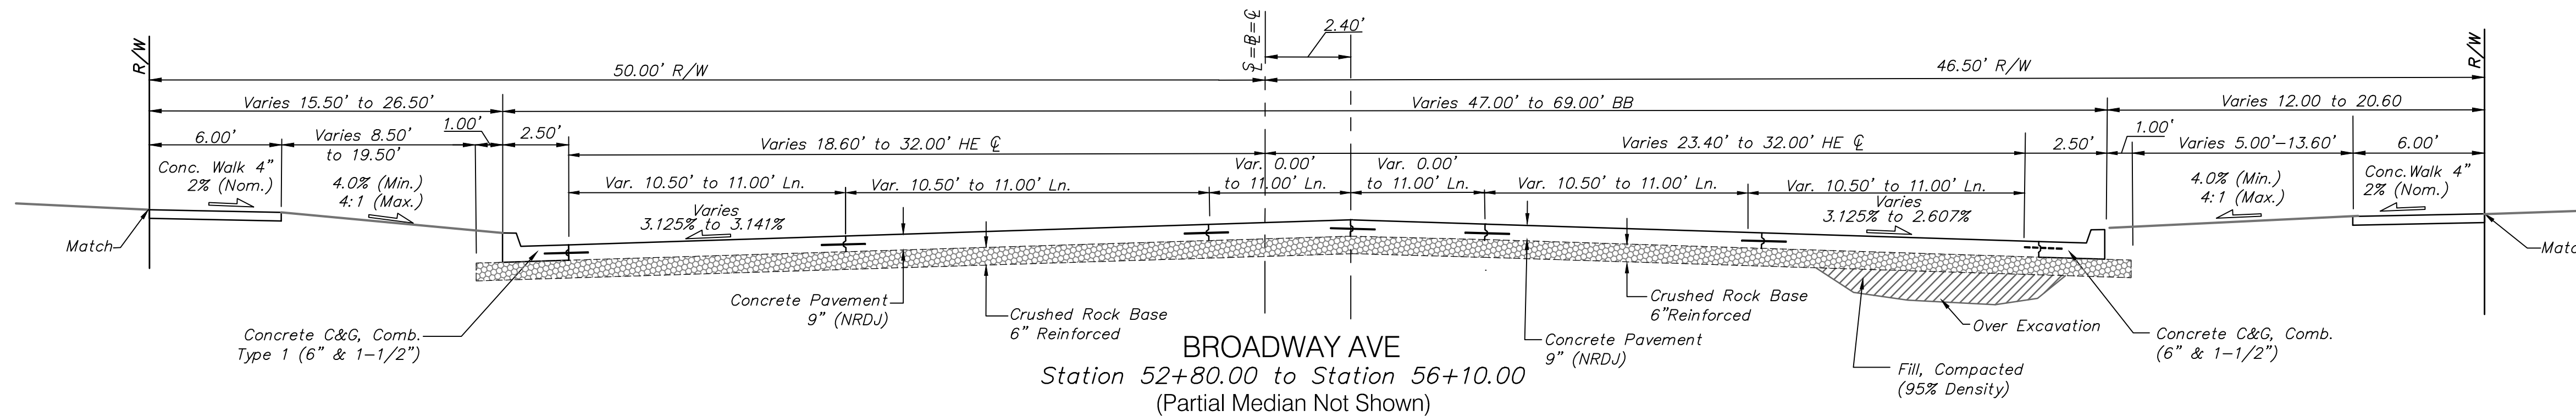 R/W
S=B=℄
2.40'
R/W
50.00' R/W
46.50' R/W
Varies 15.50' to 26.50'
Varies 47.00' to 69.00' BB
Varies 12.00 to 20.60
6.00'
Varies 8.50'
to 19.50'
1.00'
2.50'
Varies 18.60' to 32.00' HE ℄
Varies 23.40' to 32.00' HE ℄
2.50'
1.00'
Varies 5.00'-13.60'
6.00'
Conc. Walk 4"
2% (Nom.)
4.0% (Min.)
4:1 (Max.)
Var. 10.50' to 11.00' Ln.
Var. 10.50' to 11.00' Ln.
Var. 0.00'
to 11.00' Ln.
Var. 0.00'
to 11.00' Ln.
Var. 10.50' to 11.00' Ln.
Var. 10.50' to 11.00' Ln.
4.0% (Min.)
4:1 (Max.)
Conc.Walk 4"
2% (Nom.)
Varies
3.125% to 3.141%
Varies
3.125% to 2.607%
Match
Concrete C&G, Comb.
Type 1 (6" & 1-1/2")
Concrete Pavement
9" (NRDJ)
Crushed Rock Base
6" Reinforced
Crushed Rock Base
6"Reinforced
Concrete Pavement
9" (NRDJ)
Over Excavation
Fill, Compacted
(95% Density)
Concrete C&G, Comb.
(6" & 1-1/2")
BROADWAY AVE
Station 52+80.00 to Station 56+10.00
(Partial Median Not Shown)